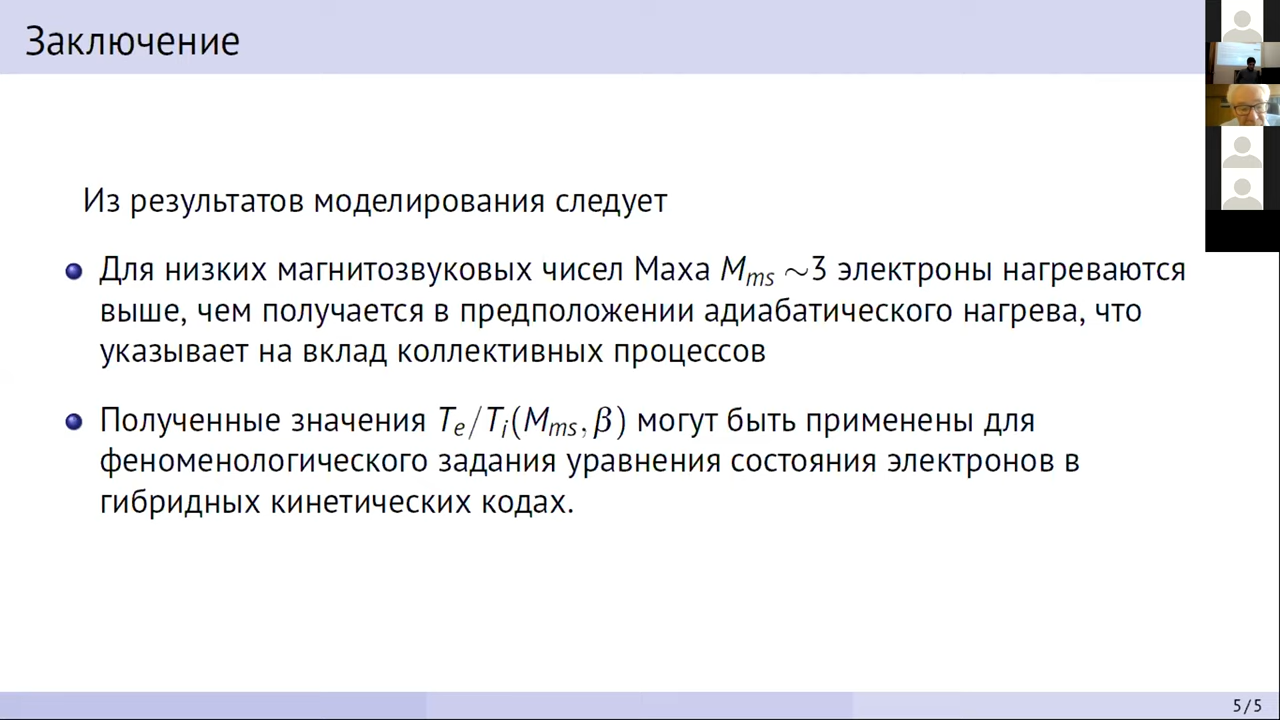 Заключение
Из результатов моделирования следует
Для низких магнитозвуковых чисел Маха M_ms ~3 электроны нагреваются
выше, чем получается в предположении адиабатического нагрева, что
указывает на вклад коллективных процессов
Полученные значения T_e/T_i(M_ms, β) могут быть применены для
феноменологического задания уравнения состояния электронов в
гибридных кинетических кодах.
5/5